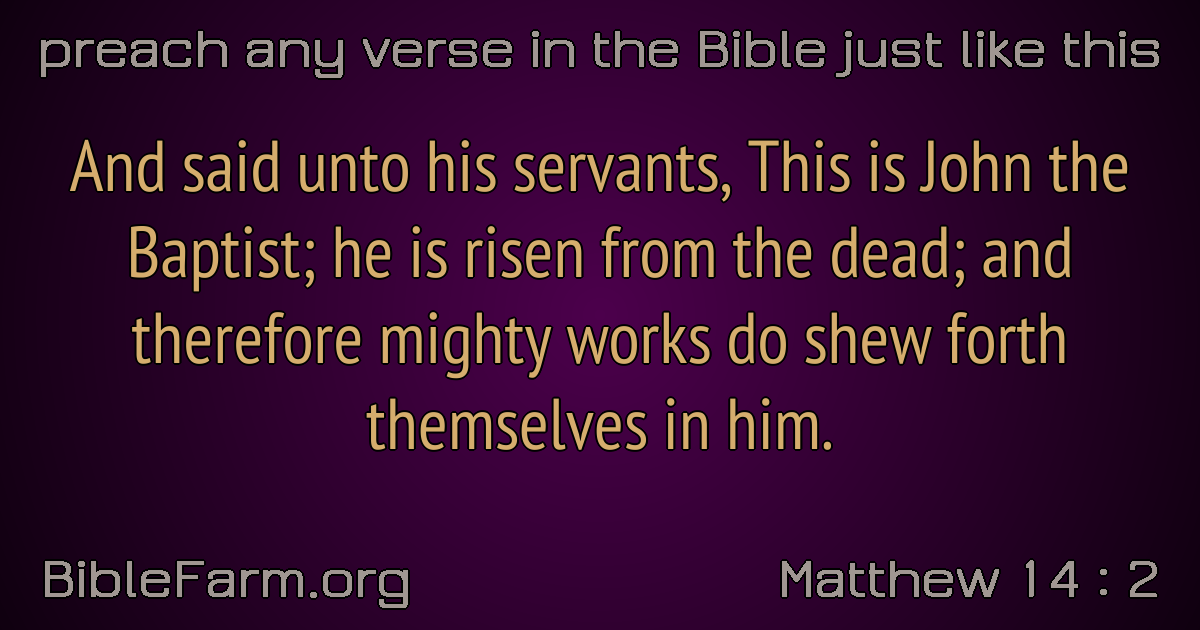 preach any verse in the Bible just like this
And said unto his servants, This is John the
Baptist; he is risen from the dead; and
therefore mighty works do shew forth
themselves in him.
BibleFarm.org
Matthew 14 : 2